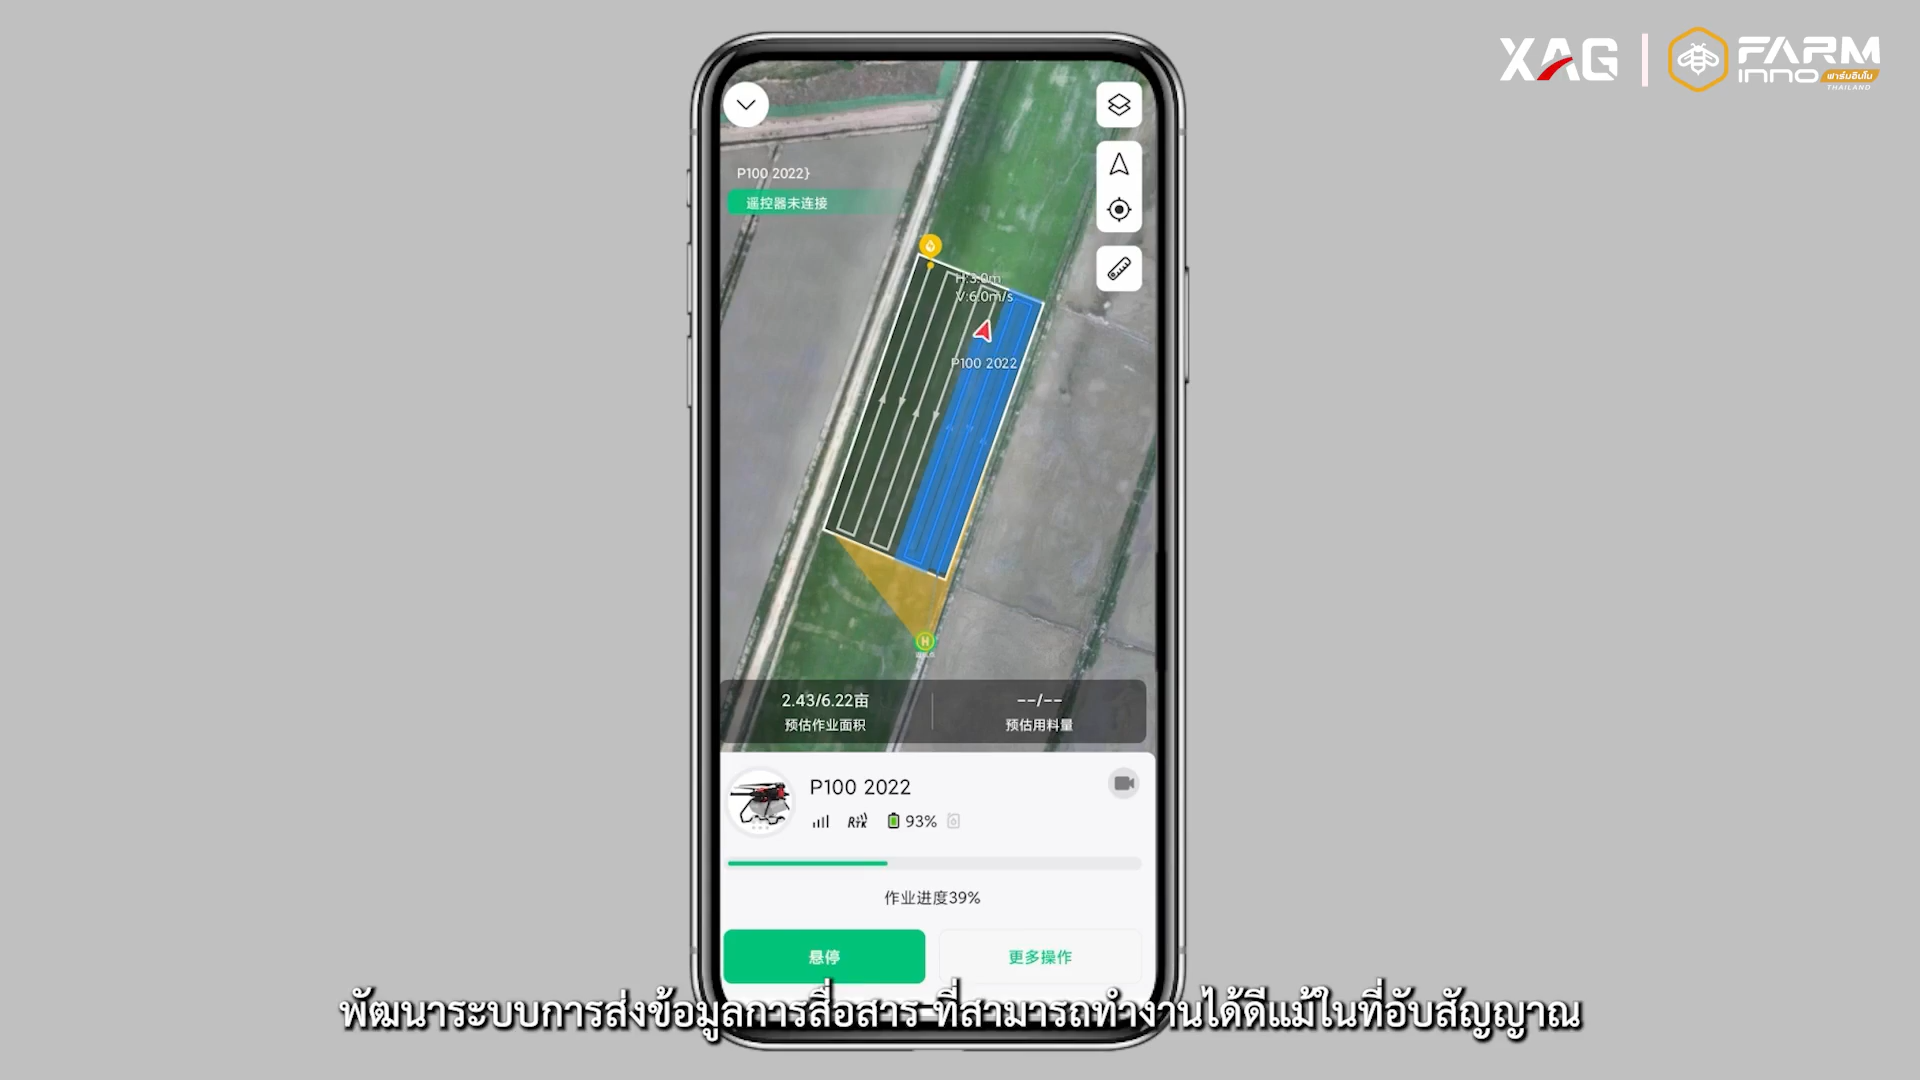 XAG
FARM
INNO ฟาร์มอินโน
THAILAND
P100 2022}
遥控器未连接
H:3.0m
V:6.0m/s
P100 2022
H
2.43/6.22亩
--/--
预估作业面积
预估用料量
P100 2022
RTK
93%
作业进度39%
悬停
更多操作
พัฒนาระบบการส่งข้อมูลการสื่อสาร ที่สามารถทำงานได้ดีแม้ในที่อับสัญญาณ